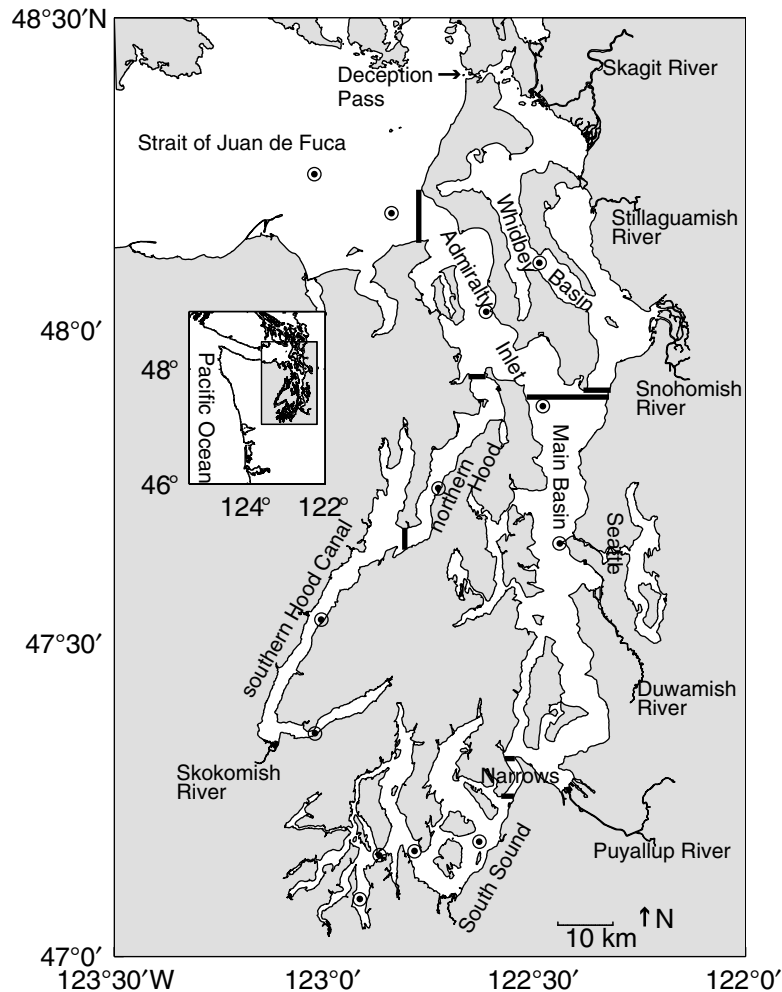 48°30′N
Deception
Pass
Skagit River
Strait of Juan de Fuca
Whidbey
Basin
Stillaguamish
River
Admiralty
Inlet
48°0′
48°
Pacific Ocean
46°
124°
122°
Snohomish
River
Main Basin
northern
Hood
Seattle
southern Hood Canal
47°30′
Duwamish
River
Skokomish
River
Narrows
Puyallup River
South Sound
↑N
10 km
47°0′
123°30′W
123°0′
122°30′
122°0′